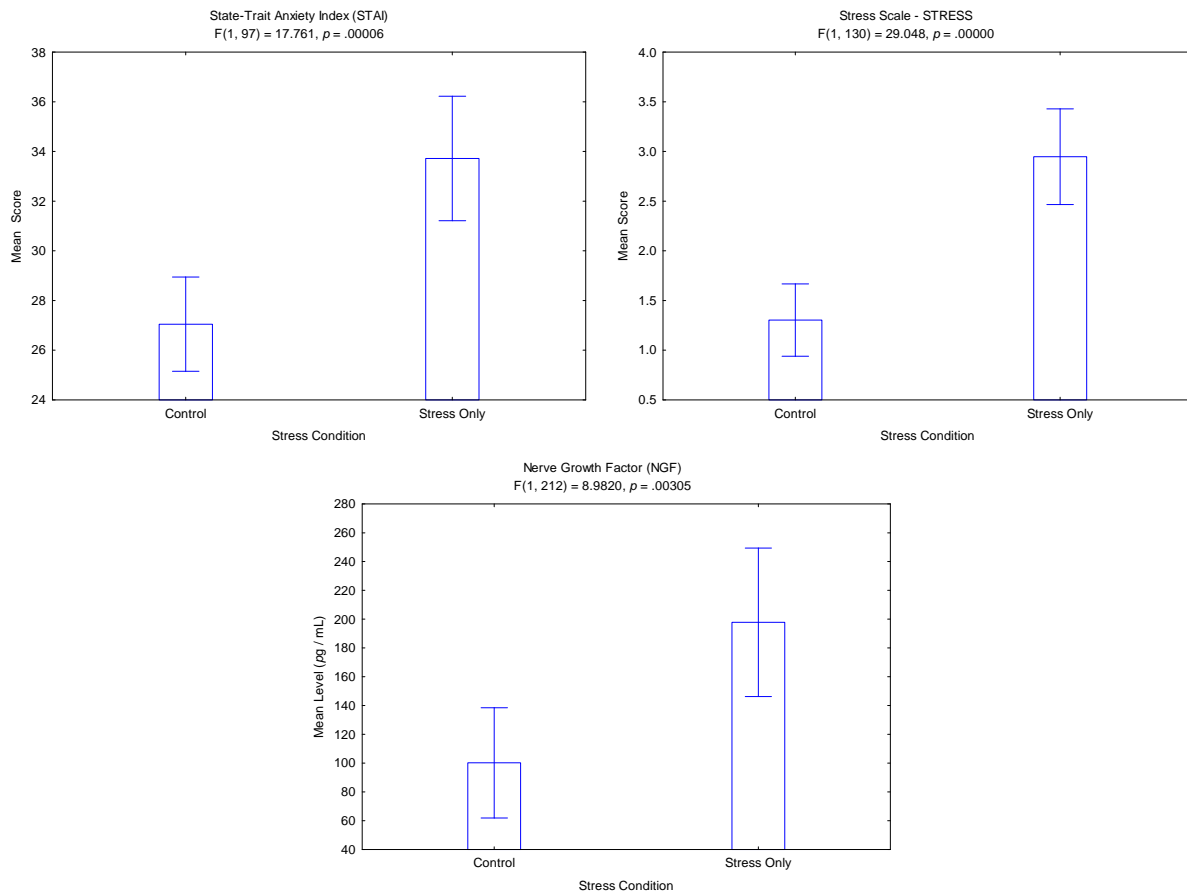 State-Trait Anxiety Index (STAI)
F(1, 97) = 17.761, p = .00006
38
36
34
32
30
28
26
24
Mean Score
Control
Stress Only
Stress Condition
Stress Scale - STRESS
F(1, 130) = 29.048, p = .00000
4.0
3.5
3.0
2.5
2.0
1.5
1.0
0.5
Mean Score
Control
Stress Only
Stress Condition
Nerve Growth Factor (NGF)
F(1, 212) = 8.9820, p = .00305
280
260
240
220
200
180
160
140
120
100
80
60
40
Mean Level (pg / mL)
Control
Stress Only
Stress Condition